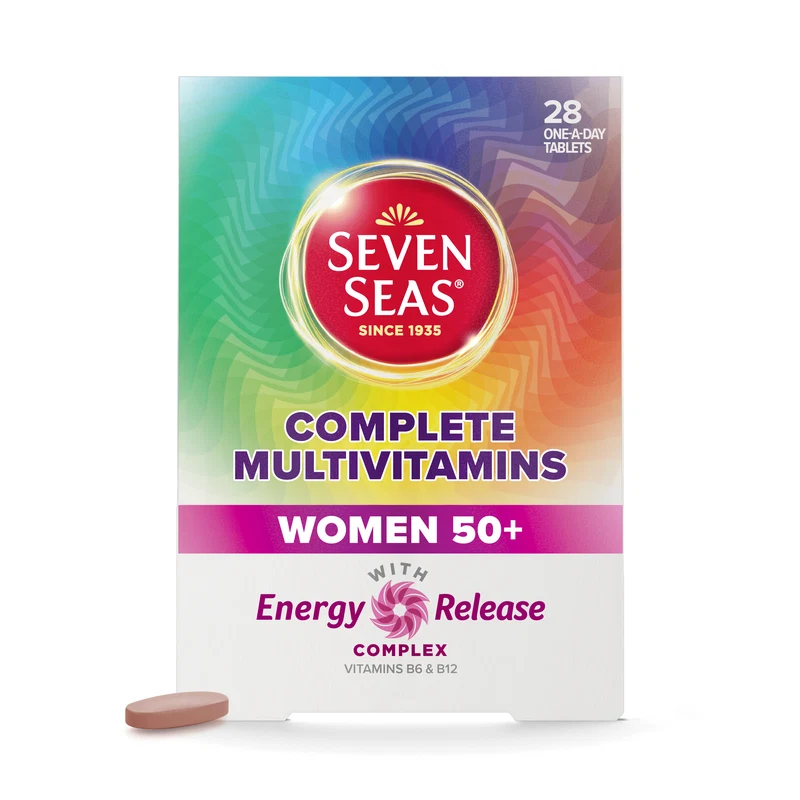 28
ONE-A-DAY
TABLETS
SEVEN
SEAS®
SINCE 1935
COMPLETE
MULTIVITAMINS
WOMEN 50+
WITH
Energy Release
COMPLEX
VITAMINS B6 & B12